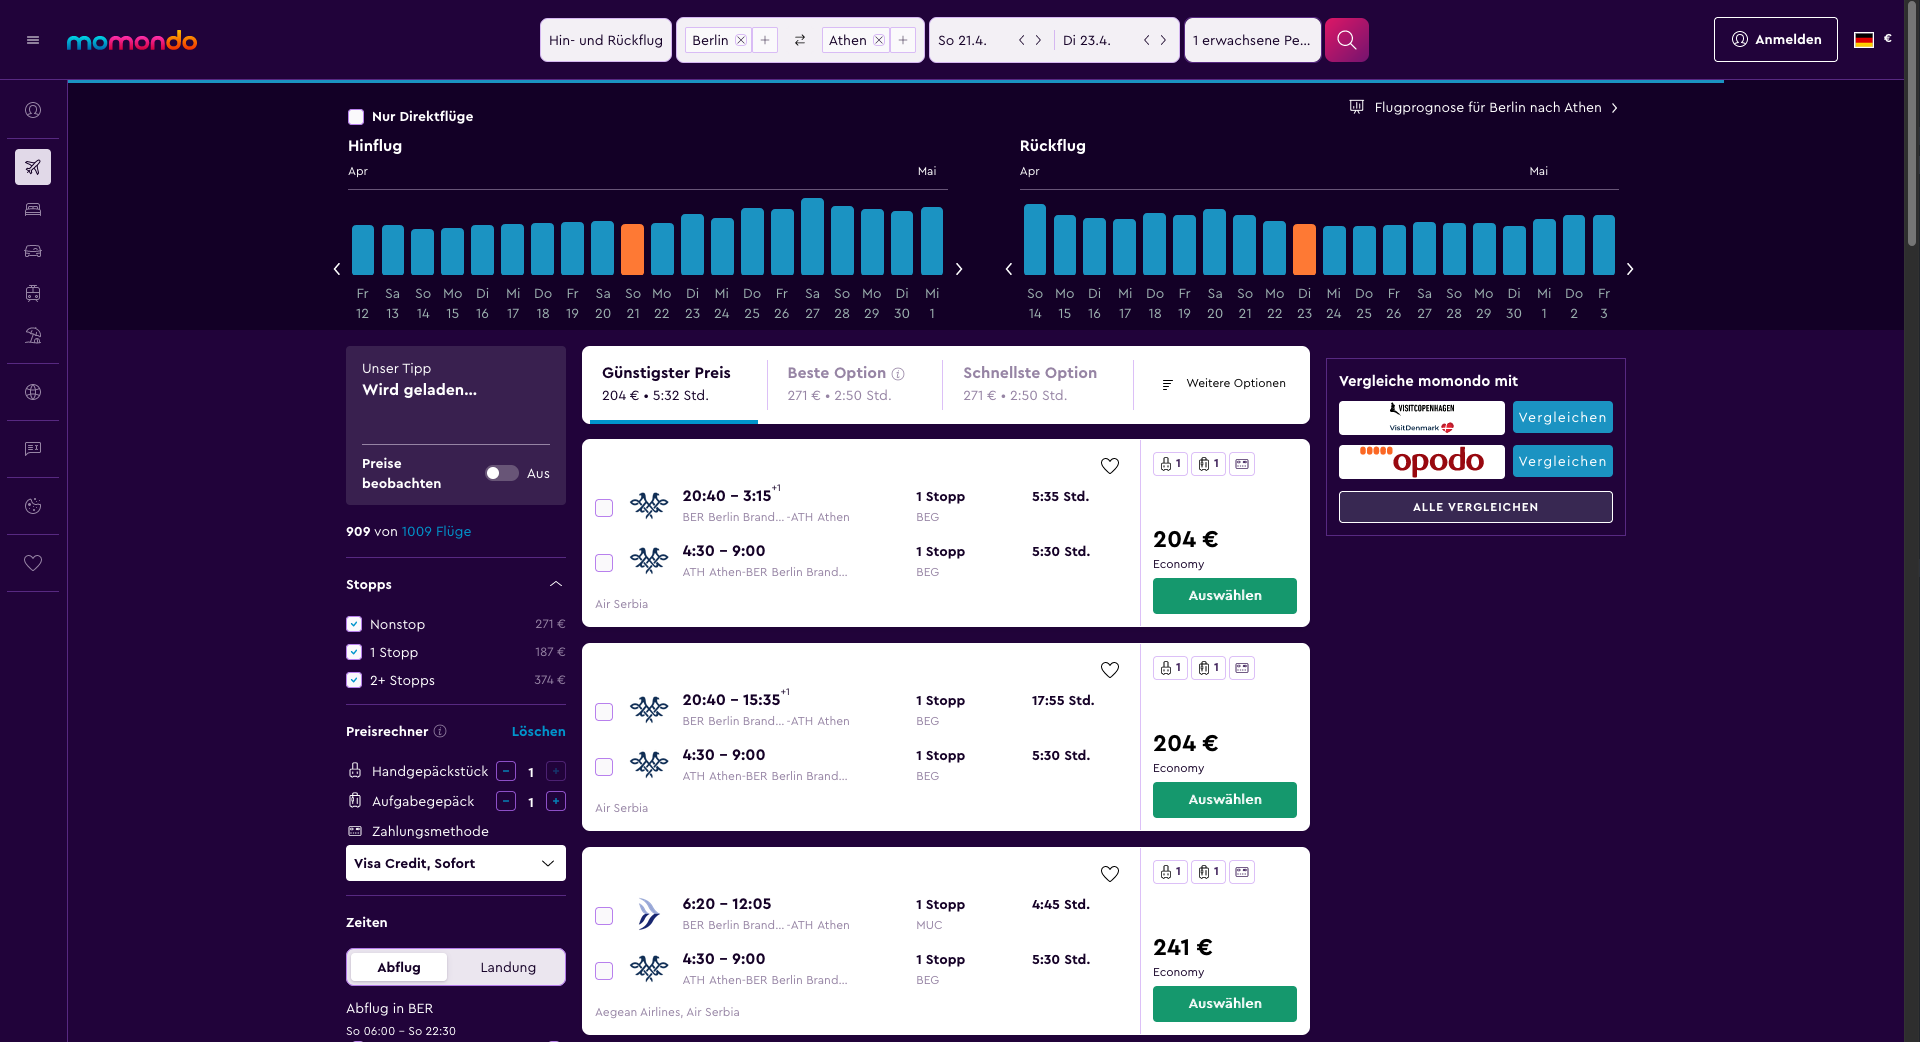 momondo
Hin- und Rückflug
Berlin
Athen
So 21.4.
Di 23.4.
1 erwachsene Pe...
Anmelden
€
Nur Direktflüge
Flugprognose für Berlin nach Athen
Hinflug
Apr
Mai
Fr Sa So Mo Di Mi Do Fr Sa So Mo Di Mi Do Fr Sa So Mo Di Mi
12 13 14 15 16 17 18 19 20 21 22 23 24 25 26 27 28 29 30 1
Rückflug
Apr
Mai
So Mo Di Mi Do Fr Sa So Mo Di Mi Do Fr Sa So Mo Di Mi Do Fr
14 15 16 17 18 19 20 21 22 23 24 25 26 27 28 29 30 1 2 3
Unser Tipp
Wird geladen...
Preise
beobachten
Aus
909 von 1009 Flüge
Stopps
Nonstop 271 €
1 Stopp 187 €
2+ Stopps 374 €
Preisrechner
Löschen
Handgepäckstück - 1 +
Aufgabegepäck - 1 +
Zahlungsmethode
Visa Credit, Sofort
Zeiten
Abflug
Landung
Abflug in BER
So 06:00 - So 22:30
Günstigster Preis
204 € • 5:32 Std.
Beste Option
271 € • 2:50 Std.
Schnellste Option
271 € • 2:50 Std.
Weitere Optionen
20:40 – 3:15+1
BER Berlin Brand... -ATH Athen
1 Stopp
BEG
5:35 Std.
4:30 – 9:00
ATH Athen-BER Berlin Brand...
1 Stopp
BEG
5:30 Std.
Air Serbia
1
1
204 €
Economy
Auswählen
20:40 – 15:35+1
BER Berlin Brand... -ATH Athen
1 Stopp
BEG
17:55 Std.
4:30 – 9:00
ATH Athen-BER Berlin Brand...
1 Stopp
BEG
5:30 Std.
Air Serbia
1
1
204 €
Economy
Auswählen
6:20 – 12:05
BER Berlin Brand... -ATH Athen
1 Stopp
MUC
4:45 Std.
4:30 – 9:00
ATH Athen-BER Berlin Brand...
1 Stopp
BEG
5:30 Std.
Aegean Airlines, Air Serbia
1
1
241 €
Economy
Auswählen
Vergleiche momondo mit
VISITCOPENHAGEN
VisitDenmark
Vergleichen
opodo
Vergleichen
ALLE VERGLEICHEN